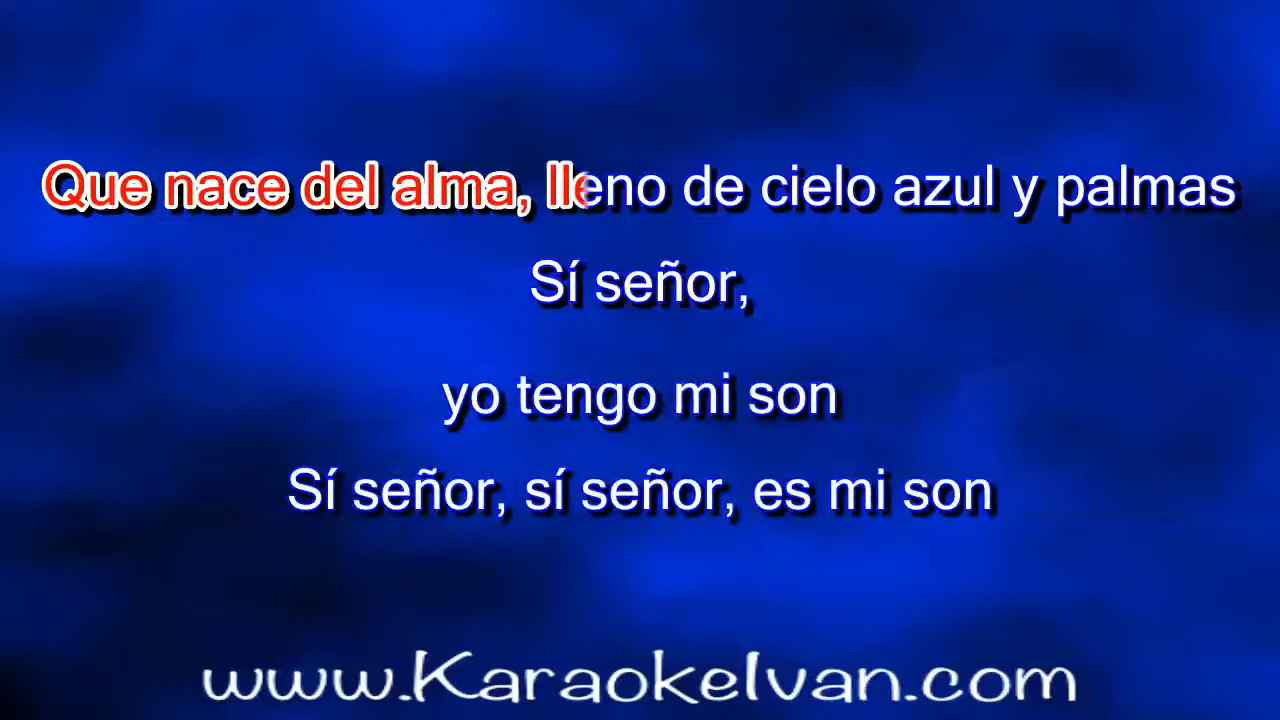 Que nace del alma, lleno de cielo azul y palmas
Sí señor,
yo tengo mi son
Sí señor, sí señor, es mi son
www.KaraokeIvan.com